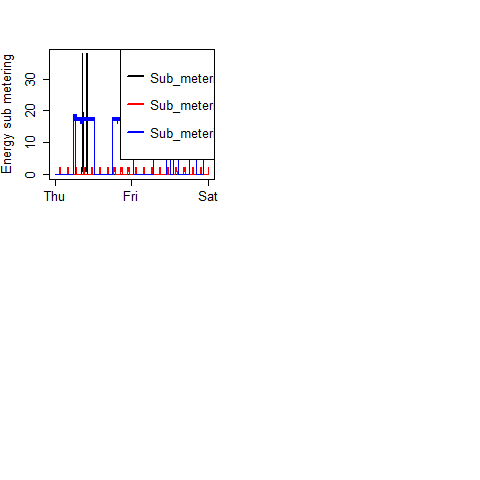 Energy sub metering
30
20
10
0
Sub_meter
Sub_meter
Sub_meter
Thu Fri Sat